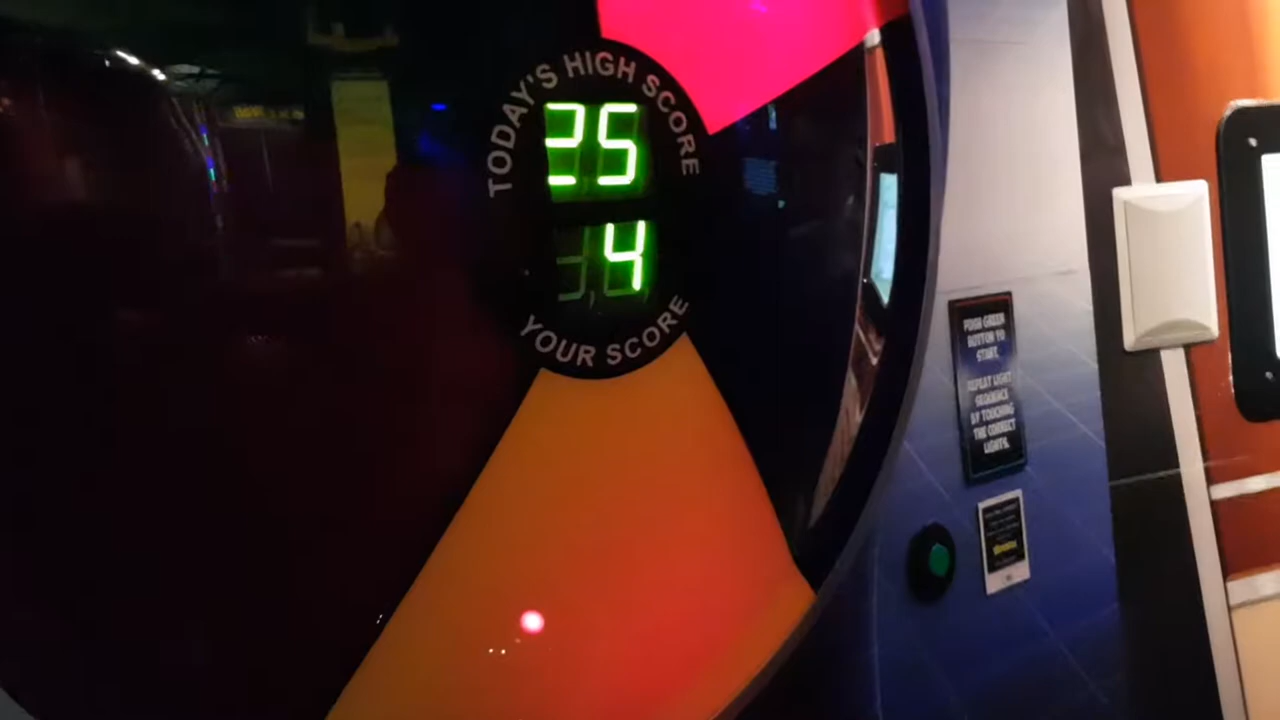 TODAY'S HIGH SCORE
25
4
YOUR SCORE
PUSH GREEN
BUTTON TO
START.
REPEAT LIGHT
SEQUENCE
BY TOUCHING
THE CORRECT
LIGHTS.